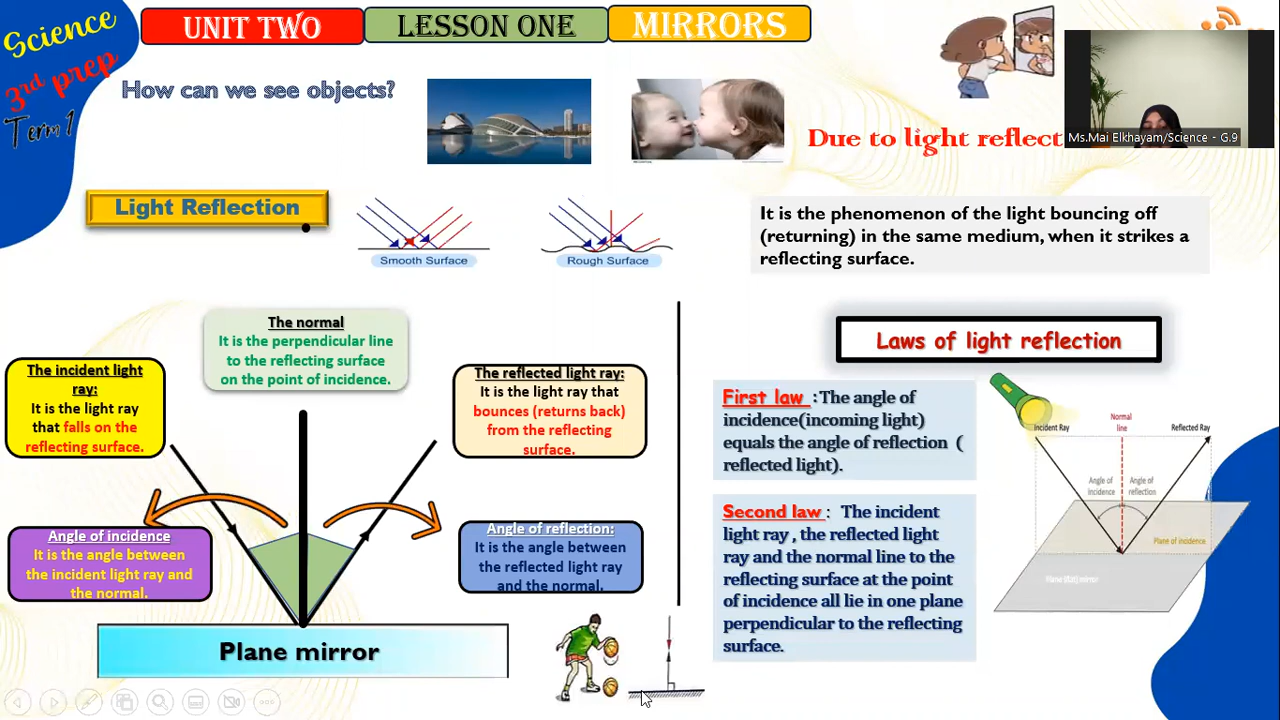 Science
3rd prep
Term 1
UNIT TWO
LESSON ONE
MIRRORS
How can we see objects?
Due to light reflect
Ms.Mai Elkhayam/Science - G.9
Light Reflection
Smooth Surface
Rough Surface
It is the phenomenon of the light bouncing off
(returning) in the same medium, when it strikes a
reflecting surface.
The normal
It is the perpendicular line
to the reflecting surface
on the point of incidence.
The incident light
ray:
It is the light ray
that falls on the
reflecting surface.
The reflected light ray:
It is the light ray that
bounces (returns back)
from the reflecting
surface.
Angle of incidence
It is the angle between
the incident light ray and
the normal.
Angle of reflection:
It is the angle between
the reflected light ray
and the normal.
Plane mirror
Laws of light reflection
First law :The angle of
incidence(incoming light)
equals the angle of reflection (
reflected light).
Second law : The incident
light ray , the reflected light
ray and the normal line to the
reflecting surface at the point
of incidence all lie in one plane
perpendicular to the reflecting
surface.
Incident Ray
Normal
line
Reflected Ray
Angle of
incidence
Angle of
reflection
Plane of incidence
Plane (flat) mirror